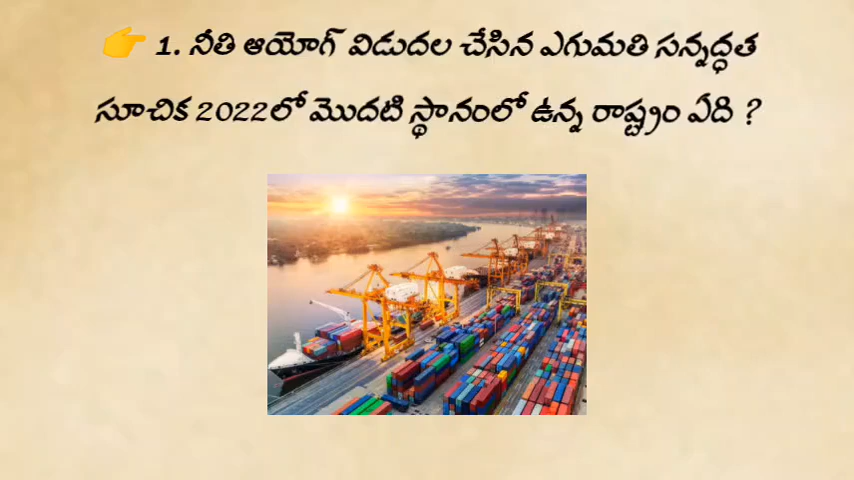 👉 1. నీతి ఆయోగ్ విడుదల చేసిన ఎగుమతి సన్నద్ధత
సూచిక 2022లో మొదటి స్థానంలో ఉన్న రాష్ట్రం ఏది ?